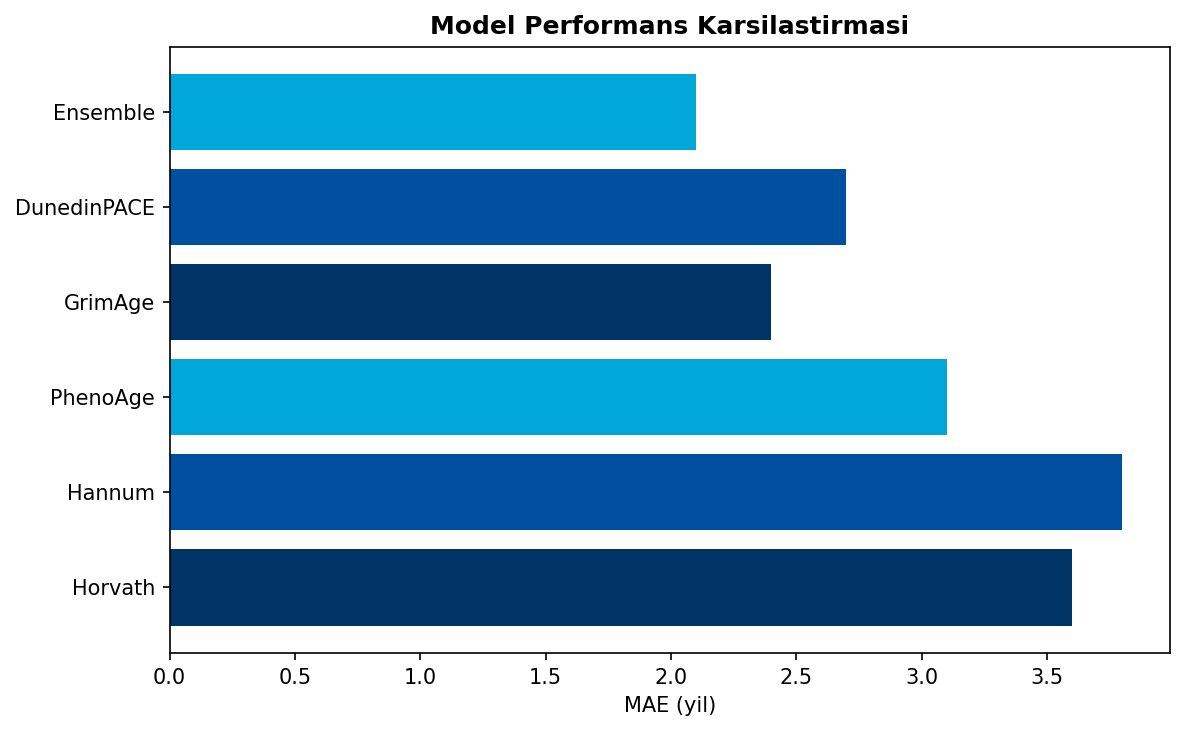 Model Performans Karsilastirmasi
Ensemble
DunedinPACE
GrimAge
PhenoAge
Hannum
Horvath
0.0 0.5 1.0 1.5 2.0 2.5 3.0 3.5
MAE (yil)